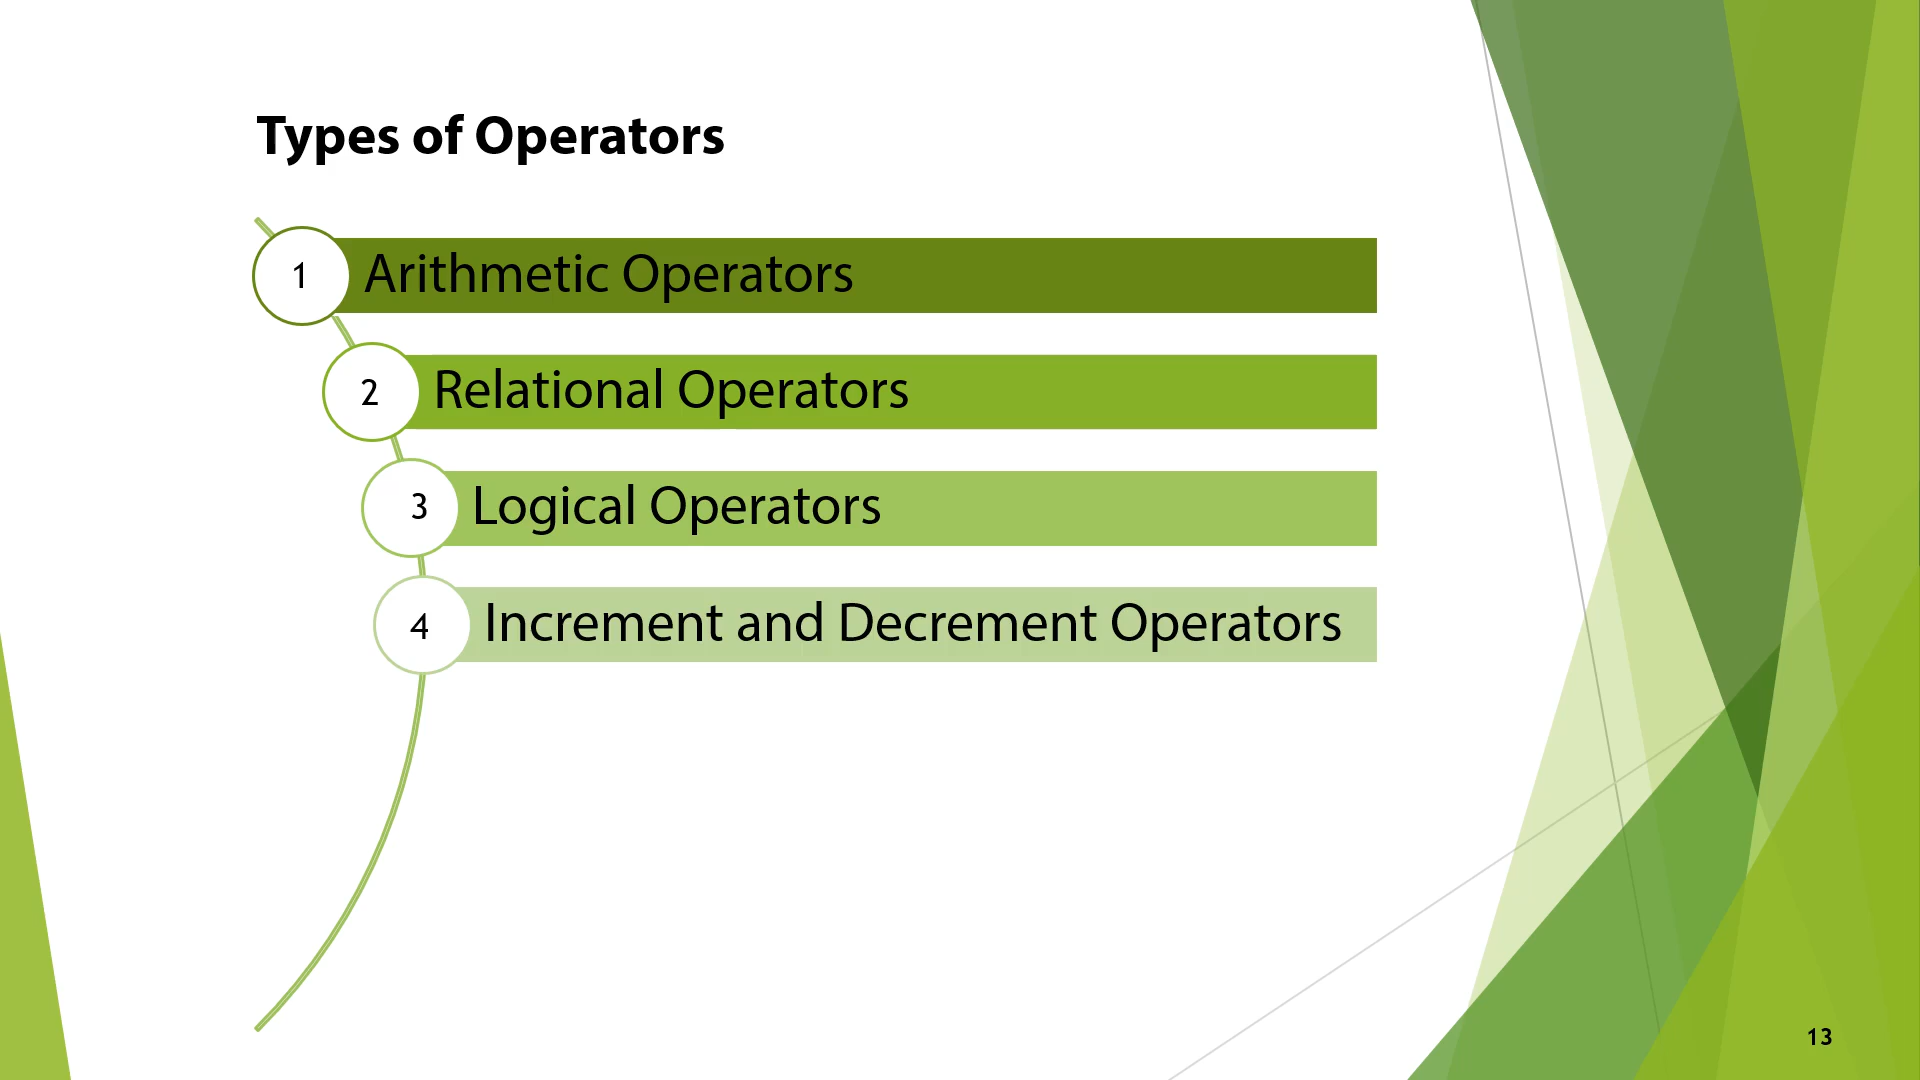 Types of Operators
1 Arithmetic Operators
2 Relational Operators
3 Logical Operators
4 Increment and Decrement Operators
13